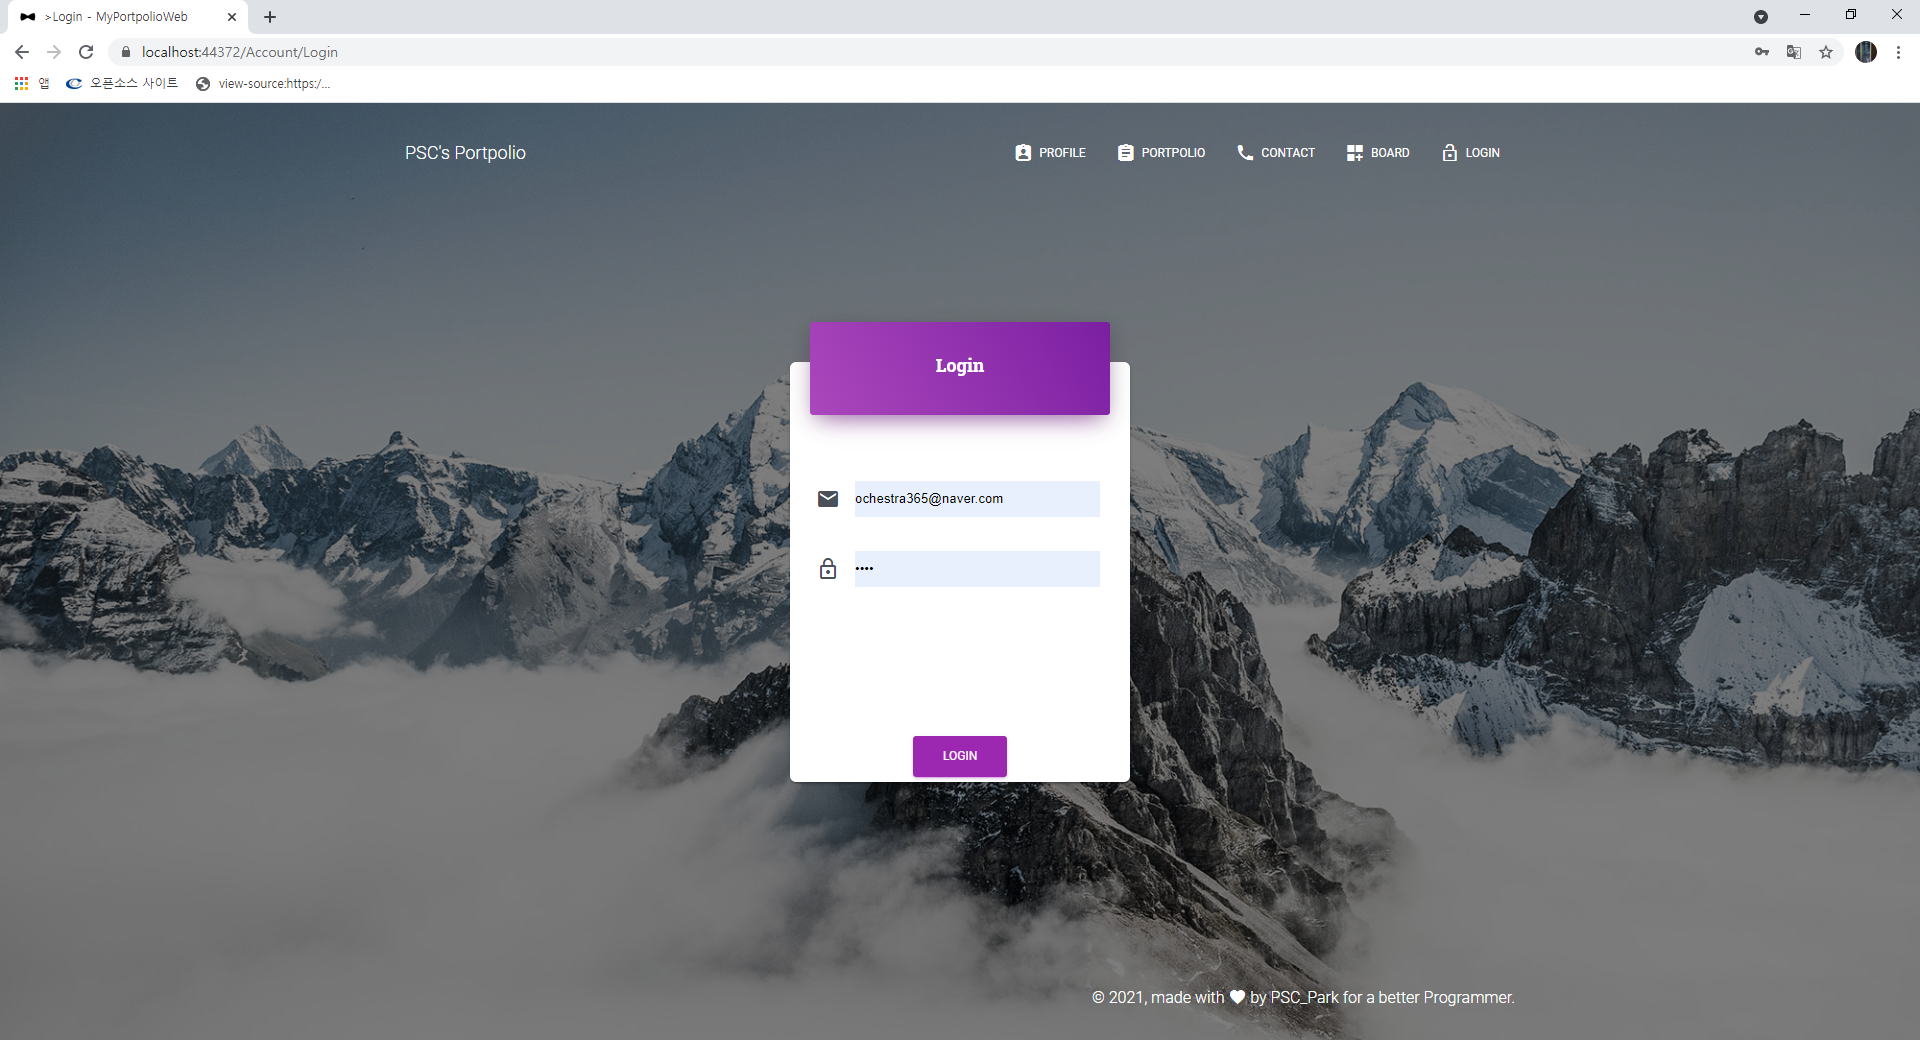 >Login - MyPortpolioWeb
localhost:44372/Account/Login
앱 오픈소스 사이트 view-source:https:/...
PSC's Portpolio PROFILE PORTPOLIO CONTACT BOARD LOGIN
Login
ochestra365@naver.com
••••
LOGIN
© 2021, made with ♥ by PSC_Park for a better Programmer.